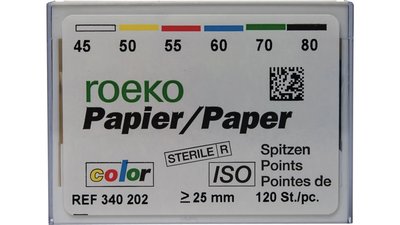 45 50 55 60 70 80
roeko
Papier/Paper
STERILE R
Spitzen
color
ISO
Points
Pointes de
REF 340 202
≥ 25 mm
120 St./pc.